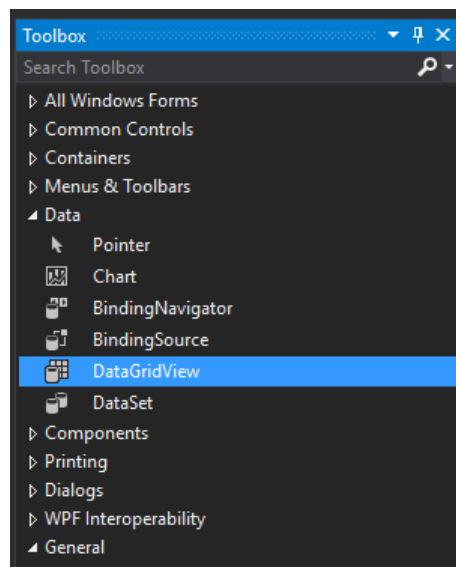 Toolbox
Search Toolbox
All Windows Forms
Common Controls
Containers
Menus & Toolbars
Data
Pointer
Chart
BindingNavigator
BindingSource
DataGridView
DataSet
Components
Printing
Dialogs
WPF Interoperability
General